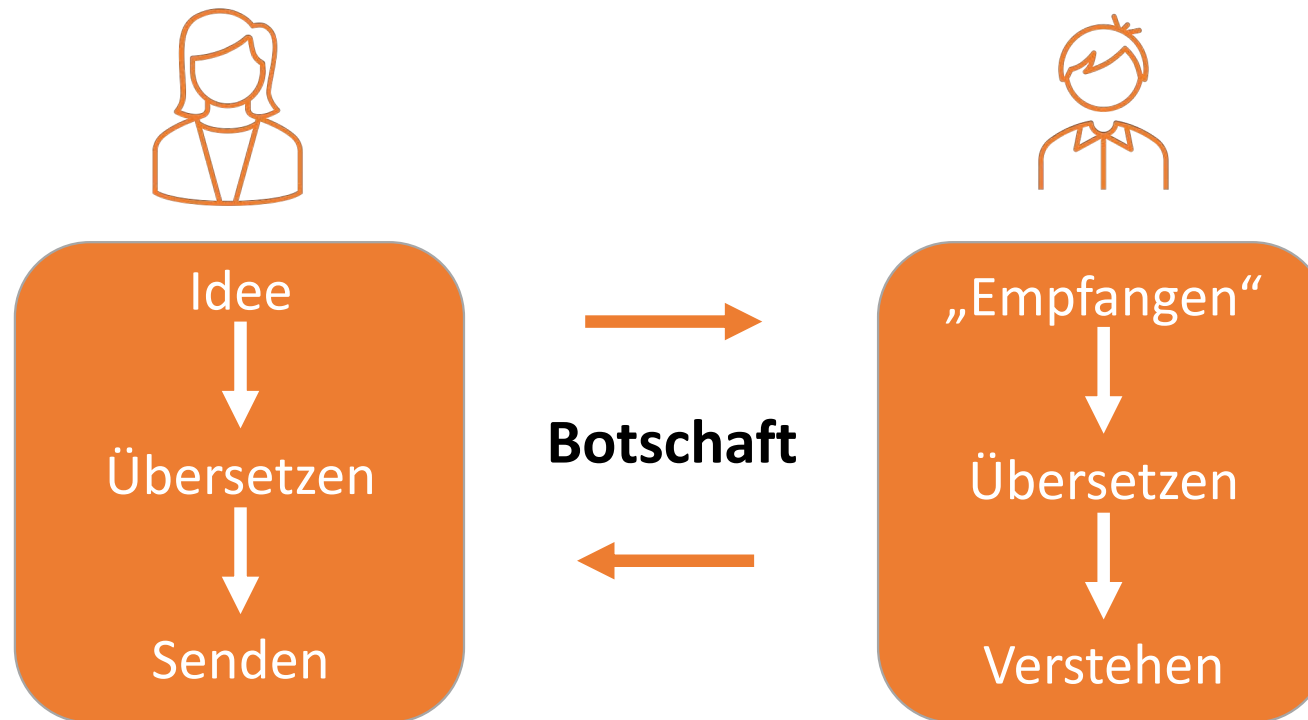 Idee
Übersetzen
Senden
Botschaft
„Empfangen“
Übersetzen
Verstehen